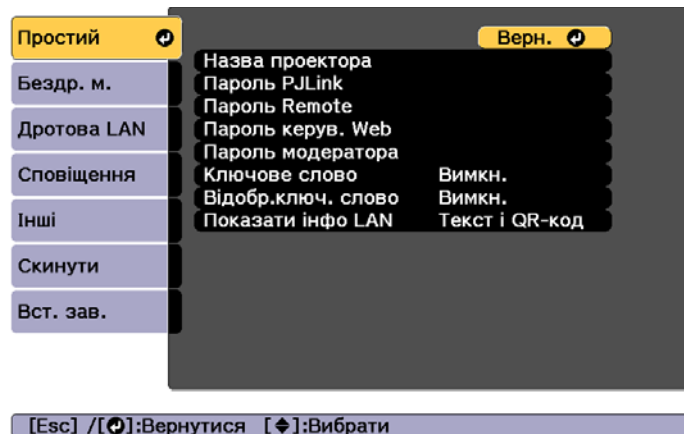 Простий
Бездр. м.
Дротова LAN
Сповіщення
Інші
Скинути
Вст. зав.
Верн.
Назва проектора
Пароль PJLink
Пароль Remote
Пароль керув. Web
Пароль модератора
Ключове слово Вимкн.
Відобр.ключ. слово Вимкн.
Показати інфо LAN Текст і QR-код
[Esc] /[]:Вернутися []:Вибрати